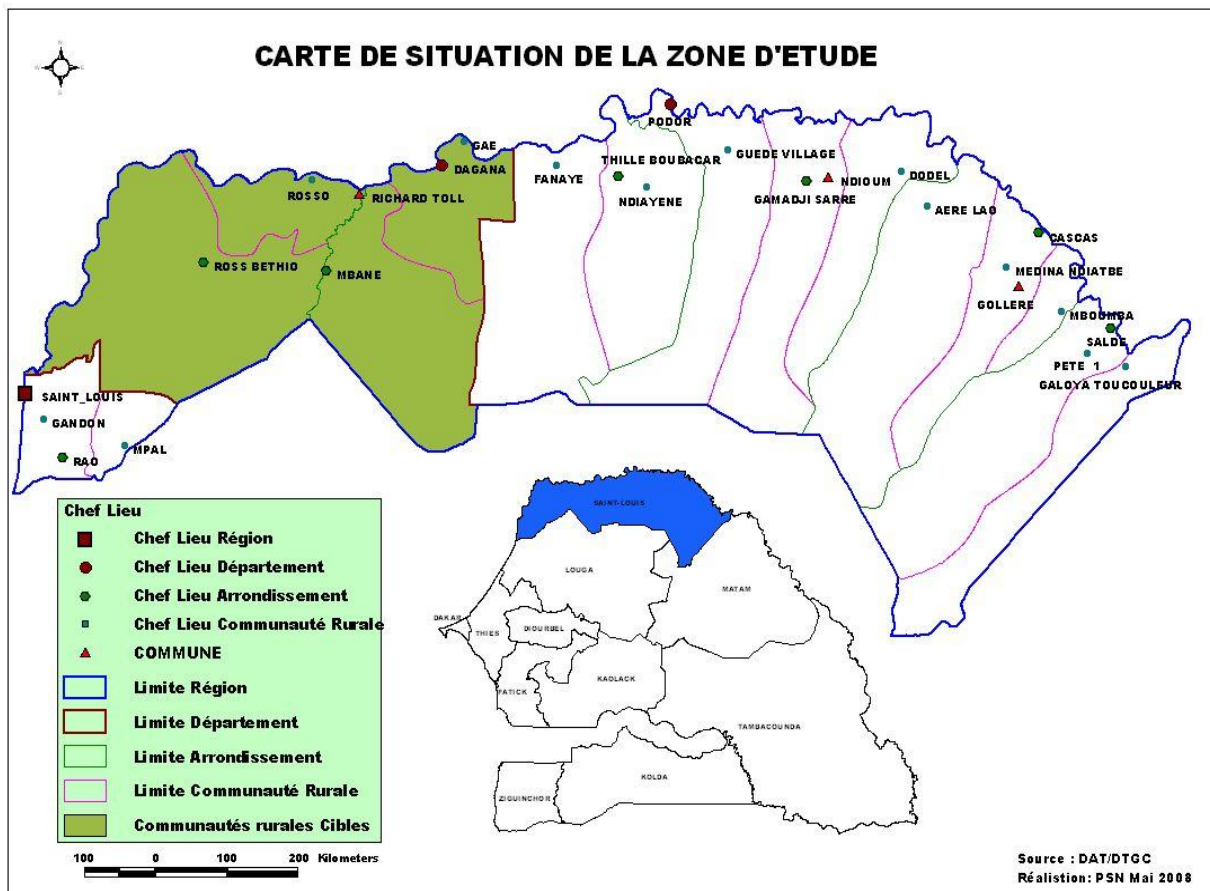 CARTE DE SITUATION DE LA ZONE D'ETUDE
PODOR
GAE
DAGANA
FANAYE
THILLE BOUBACAR
GUEDE VILLAGE
ROSSO
RICHARD TOLL
NDIAYENE
NDIOUM
DODEL
GAMADJI SARRE
AERE LAO
CASCAS
ROSS BETHIO
MBANE
MEDINA NDIATBE
GOLLERE
MBOUMBA
SALDE
PETE 1
GALOYA TOUCOULEUR
SAINT_LOUIS
GANDON
MPAL
RAO
Chef Lieu
Chef Lieu Région
Chef Lieu Département
Chef Lieu Arrondissement
Chef Lieu Communauté Rurale
COMMUNE
Limite Région
Limite Département
Limite Arrondissement
Limite Communauté Rurale
Communautés rurales Cibles
100 0 100 200 Kilometers
SAINT-LOUIS
LOUGA
MATAM
DAKAR
THIES
DIOURBEL
FATICK
KAOLACK
TAMBACOUNDA
KOLDA
ZIGUINCHOR
Source : DAT/DTGC
Réalistion: PSN Mai 2008